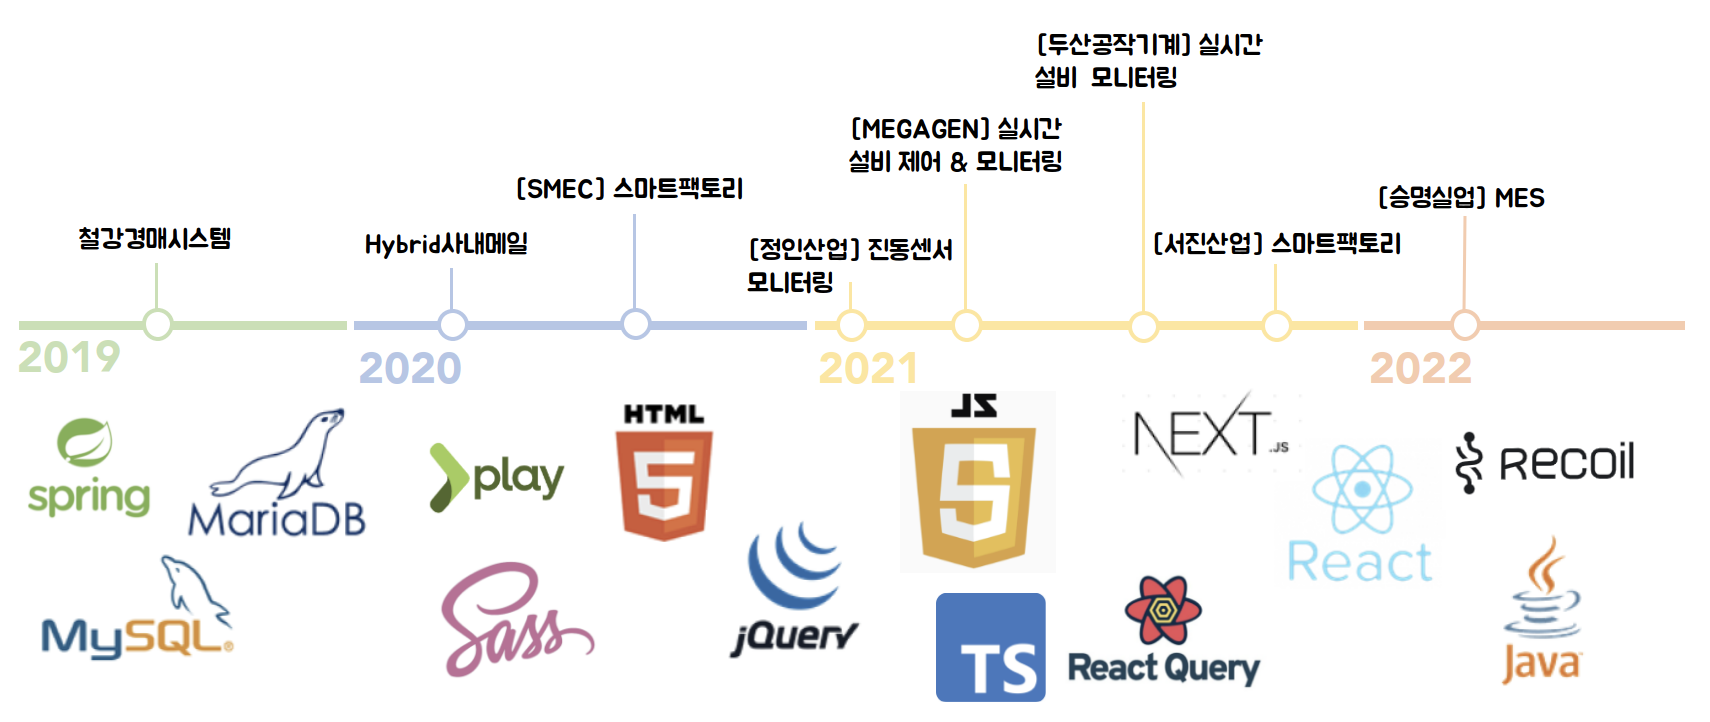 [두산공작기계] 실시간
설비 모니터링
[MEGAGEN] 실시간
설비 제어 & 모니터링
[SMEC] 스마트팩토리
[승명실업] MES
철강경매시스템
Hybrid사내메일
[정인산업] 진동센서
모니터링
[서진산업] 스마트팩토리
2019
2020
2021
2022
spring
MariaDB
play
HTML
5
JS
NEXT.JS
React
RECOIL
MySQL®
Sass
jQuery
TS
React Query
Java™